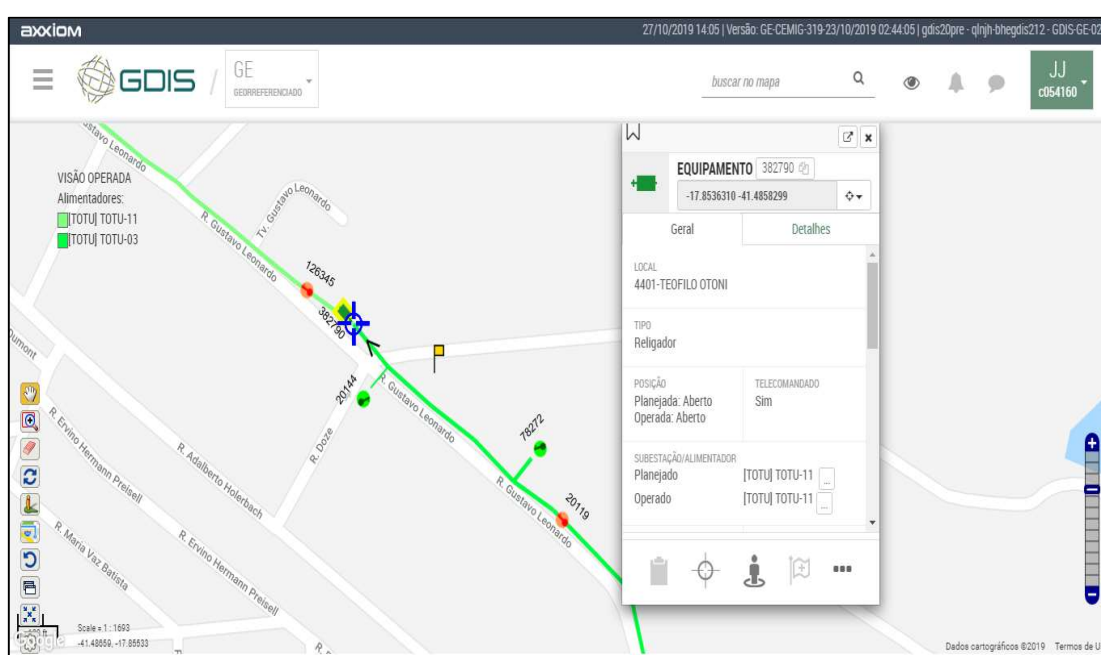 axxiom
27/10/2019 14:05 | Versão: GE-CEMIG-319-23/10/2019 02:44:05 | gdis20pre - qlnjh-bhegdis212 - GDIS-GE-02
GDIS / GE
GEORREFERENCIADO
buscar no mapa
JJ
c054160
VISÃO OPERADA
Alimentadores:
[TOTU] TOTU-11
[TOTU] TOTU-03
Gustavo Leonardo
R. Gustavo Leonardo
Tv. Gustavo Leonardo
126345
382790
20144
R. Gustavo Leonardo
78272
R. Gustavo Leonardo
20119
R. Doze
Dumont
R. Ervino Hermann Preisell
R. Adalberto Holerbach
R. Maria Vaz Batista
R. Ervino Hermann Preisell
EQUIPAMENTO 382790
-17.8536310 -41.4858299
Geral Detalhes
LOCAL
4401-TEOFILO OTONI
TIPO
Religador
POSIÇÃO TELECOMANDADO
Planejada: Aberto Sim
Operada: Aberto
SUBESTAÇÃO/ALIMENTADOR
Planejado [TOTU] TOTU-11 ...
Operado [TOTU] TOTU-11 ...
Scale = 1 : 1693
Google -41.48659, -17.85533
Dados cartográficos ©2019 Termos de U